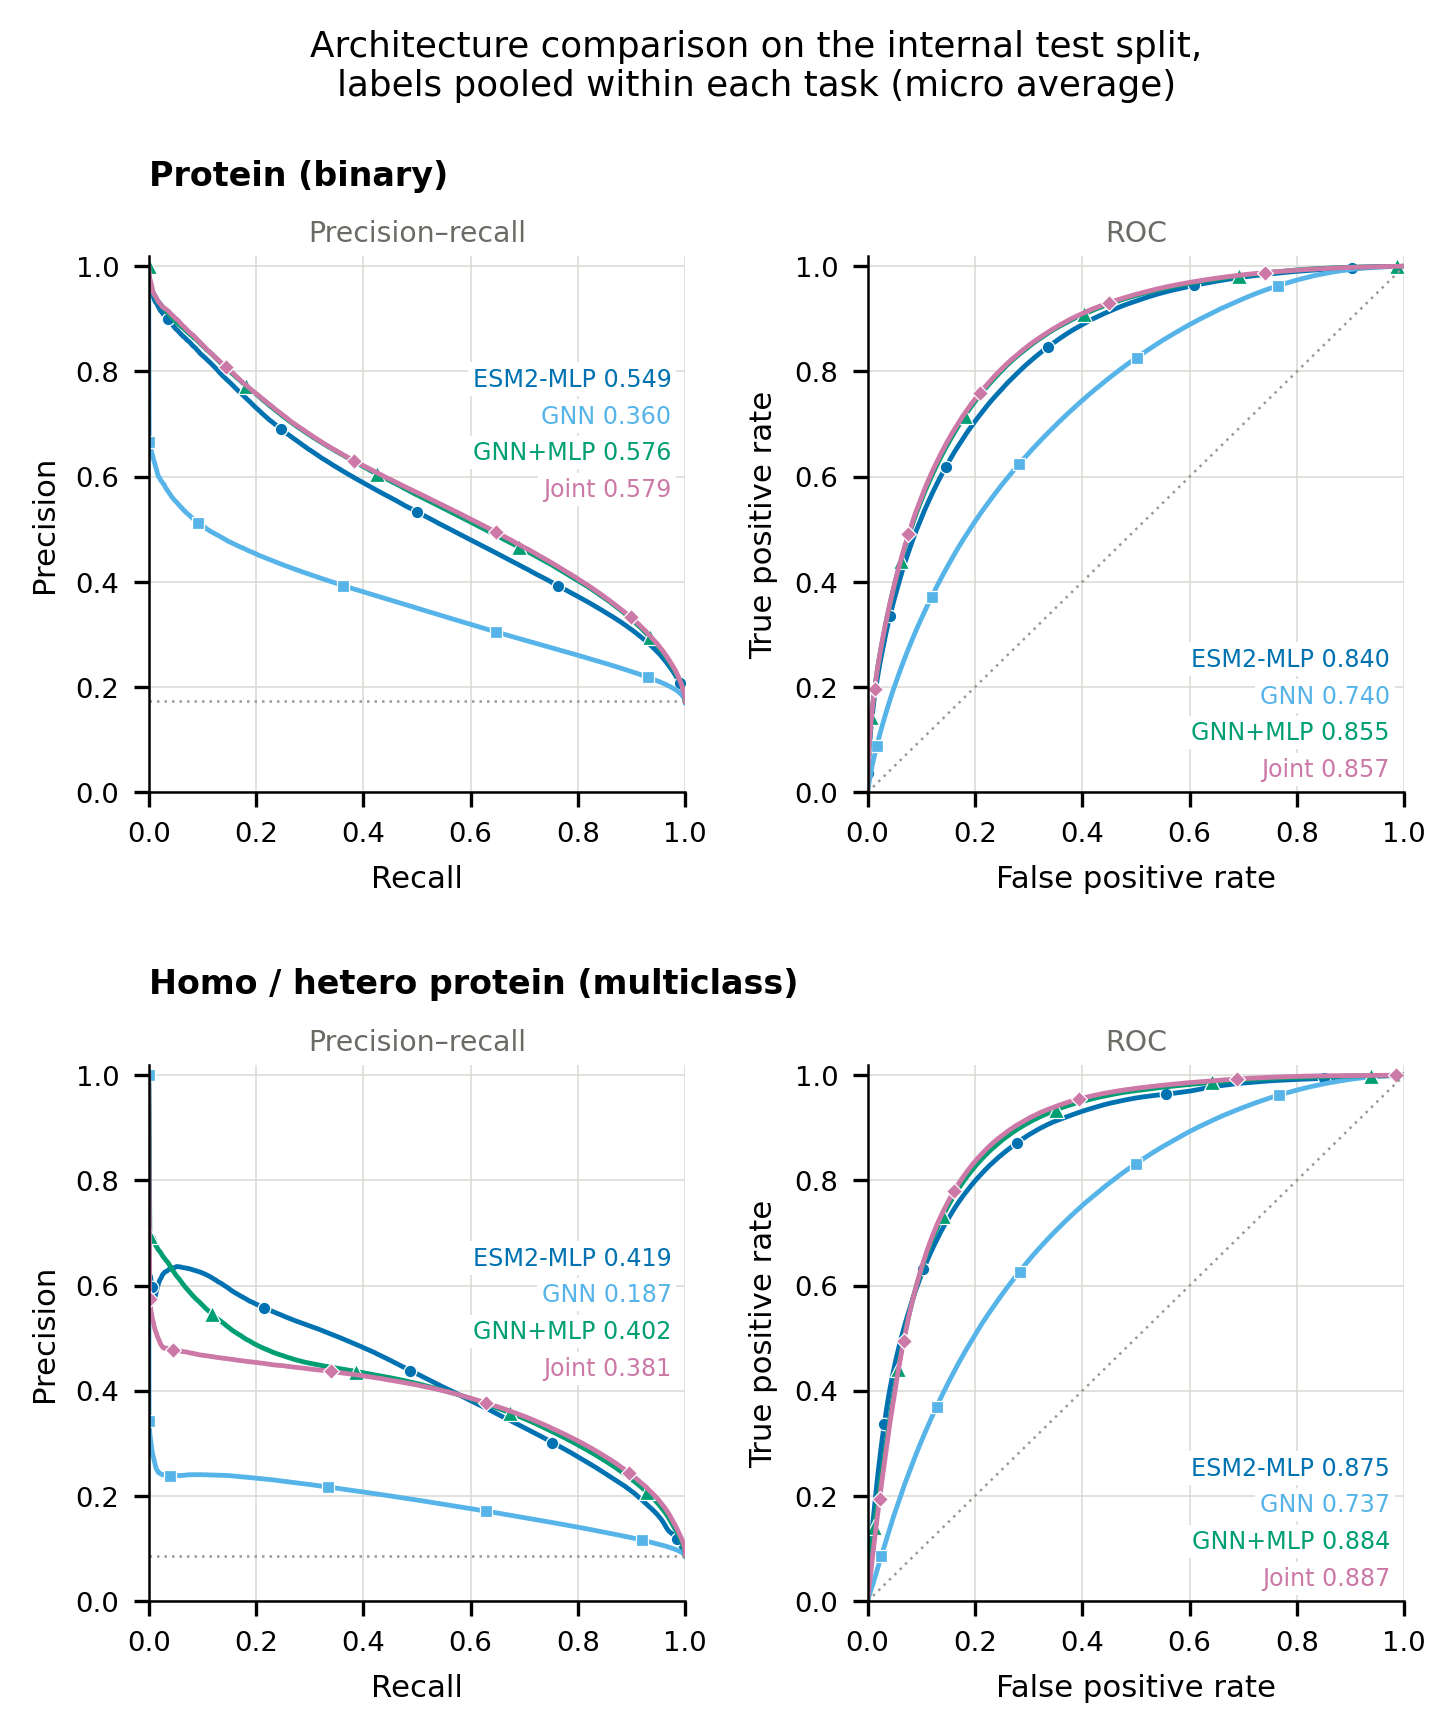 Architecture comparison on the internal test split,
labels pooled within each task (micro average)
Protein (binary)
Precision–recall
1.0
0.8
0.6
0.4
0.2
0.0
Precision
ESM2-MLP 0.549
GNN 0.360
GNN+MLP 0.576
Joint 0.579
0.0 0.2 0.4 0.6 0.8 1.0
Recall
ROC
1.0
0.8
0.6
0.4
0.2
0.0
True positive rate
ESM2-MLP 0.840
GNN 0.740
GNN+MLP 0.855
Joint 0.857
0.0 0.2 0.4 0.6 0.8 1.0
False positive rate
Homo / hetero protein (multiclass)
Precision–recall
1.0
0.8
0.6
0.4
0.2
0.0
Precision
ESM2-MLP 0.419
GNN 0.187
GNN+MLP 0.402
Joint 0.381
0.0 0.2 0.4 0.6 0.8 1.0
Recall
ROC
1.0
0.8
0.6
0.4
0.2
0.0
True positive rate
ESM2-MLP 0.875
GNN 0.737
GNN+MLP 0.884
Joint 0.887
0.0 0.2 0.4 0.6 0.8 1.0
False positive rate